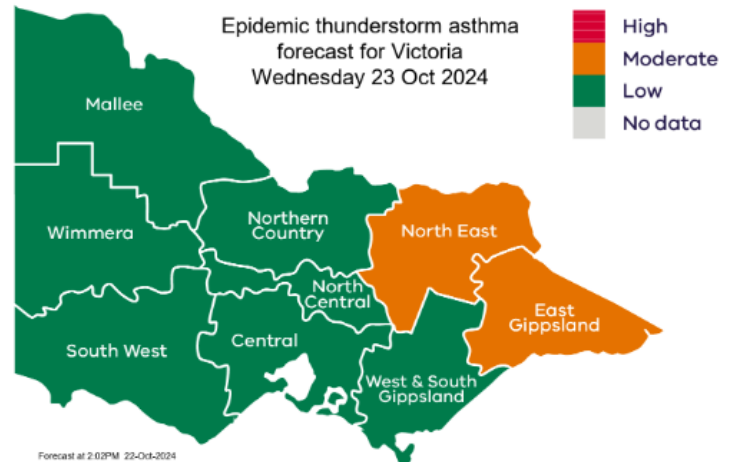 Epidemic thunderstorm asthma
forecast for Victoria
Wednesday 23 Oct 2024
High
Moderate
Low
No data
Mallee
Wimmera
Northern
Country
North East
North
Central
East
Gippsland
South West
Central
West & South
Gippsland
Forecast at 2:02PM 22-Oct-2024